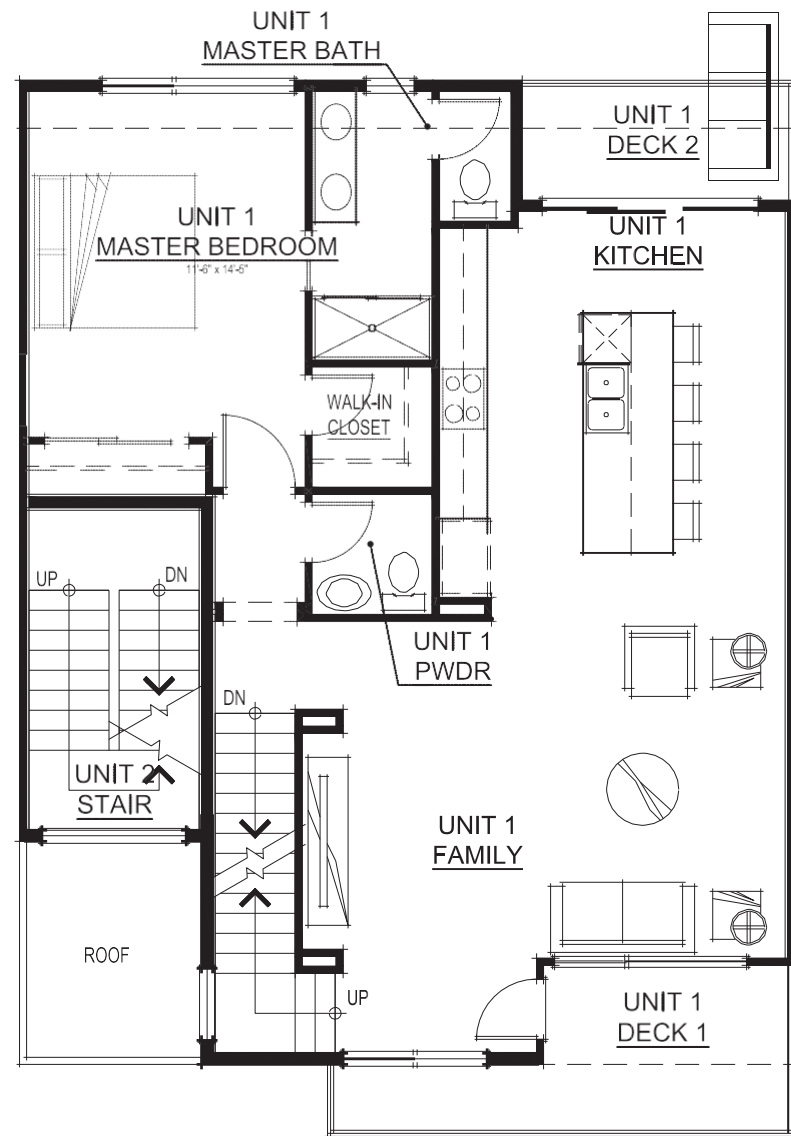 UNIT 1
MASTER BATH
UNIT 1
DECK 2
UNIT 1
MASTER BEDROOM
11'-6" x 14'-6"
UNIT 1
KITCHEN
WALK-IN
CLOSET
UP
DN
UNIT 1
PWDR
DN
UNIT 2
STAIR
UNIT 1
FAMILY
ROOF
UP
UNIT 1
DECK 1